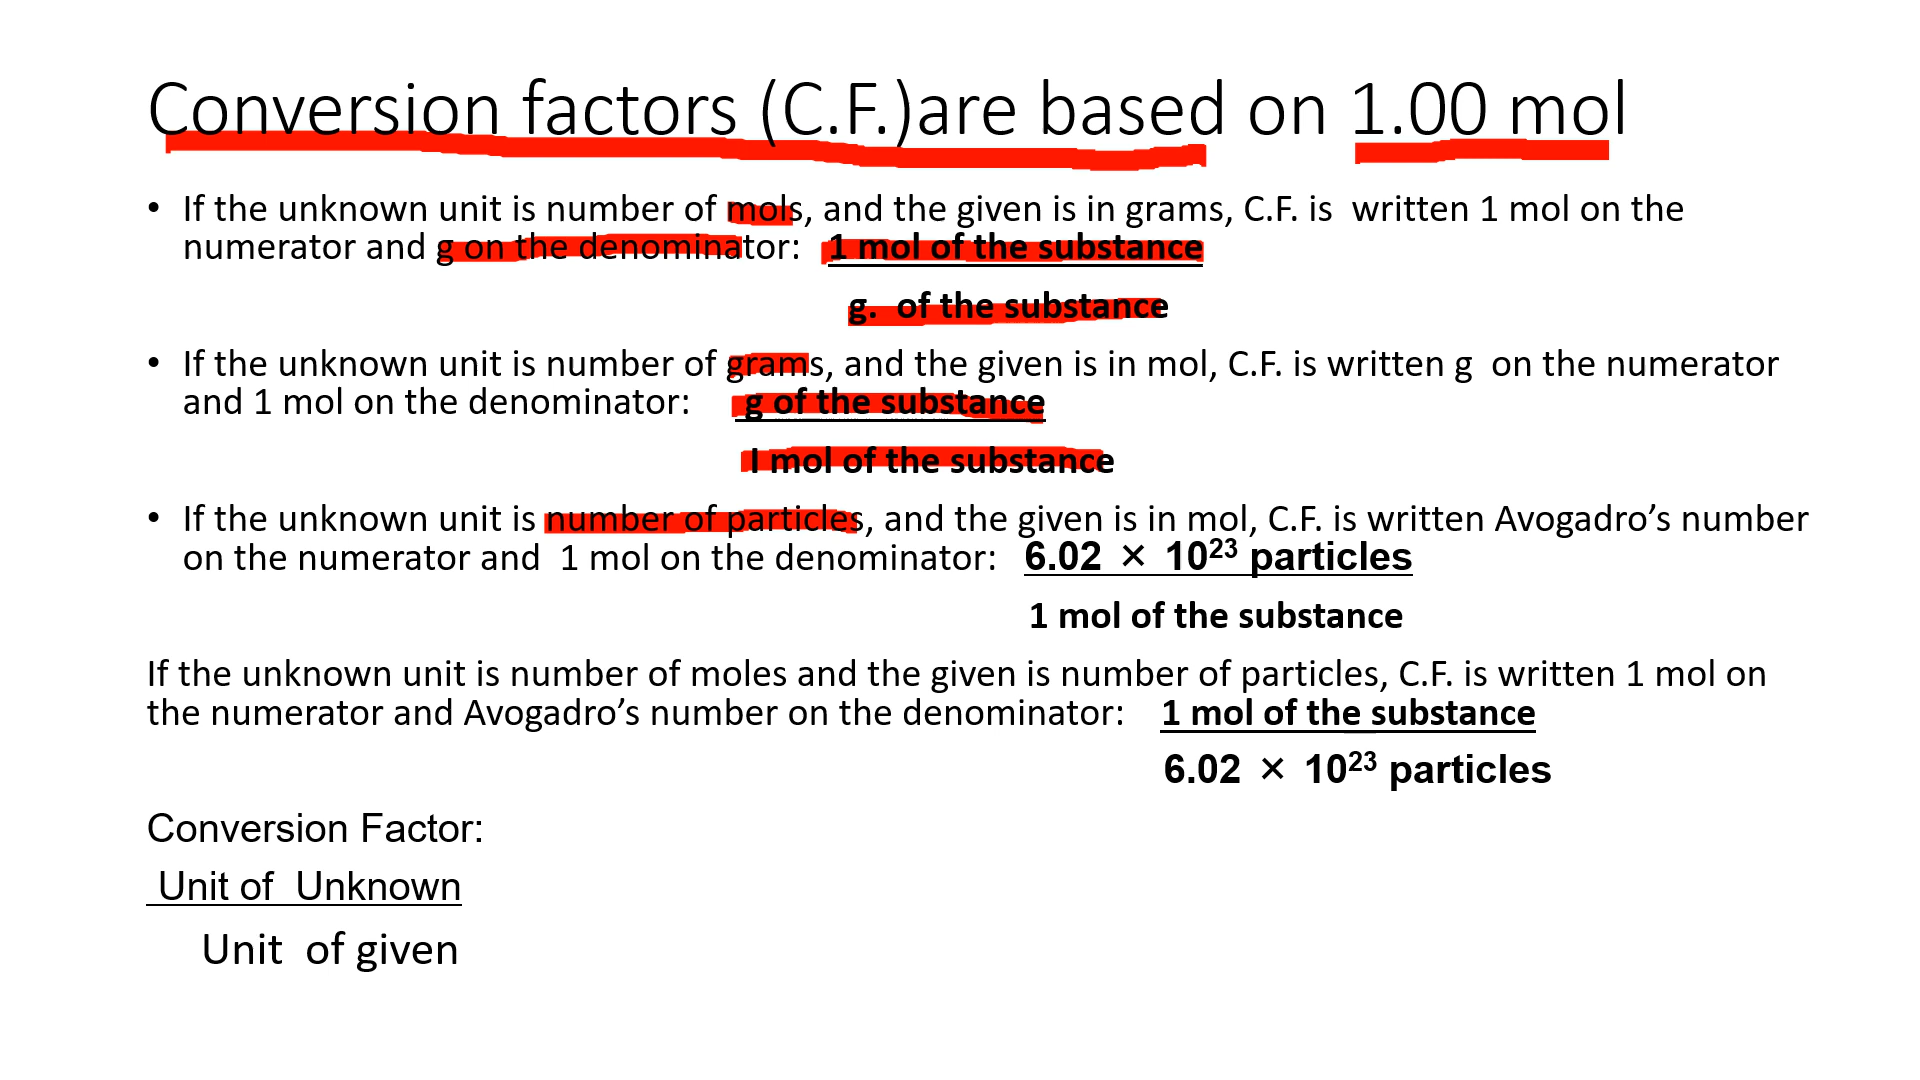 Conversion factors (C.F.)are based on 1.00 mol
• If the unknown unit is number of mols, and the given is in grams, C.F. is written 1 mol on the
numerator and g on the denominator: 1 mol of the substance
g. of the substance
• If the unknown unit is number of grams, and the given is in mol, C.F. is written g on the numerator
and 1 mol on the denominator: g of the substance
I mol of the substance
• If the unknown unit is number of particles, and the given is in mol, C.F. is written Avogadro’s number
on the numerator and 1 mol on the denominator: 6.02 × 10²³ particles
1 mol of the substance
If the unknown unit is number of moles and the given is number of particles, C.F. is written 1 mol on
the numerator and Avogadro’s number on the denominator: 1 mol of the substance
6.02 × 10²³ particles
Conversion Factor:
Unit of Unknown
Unit of given